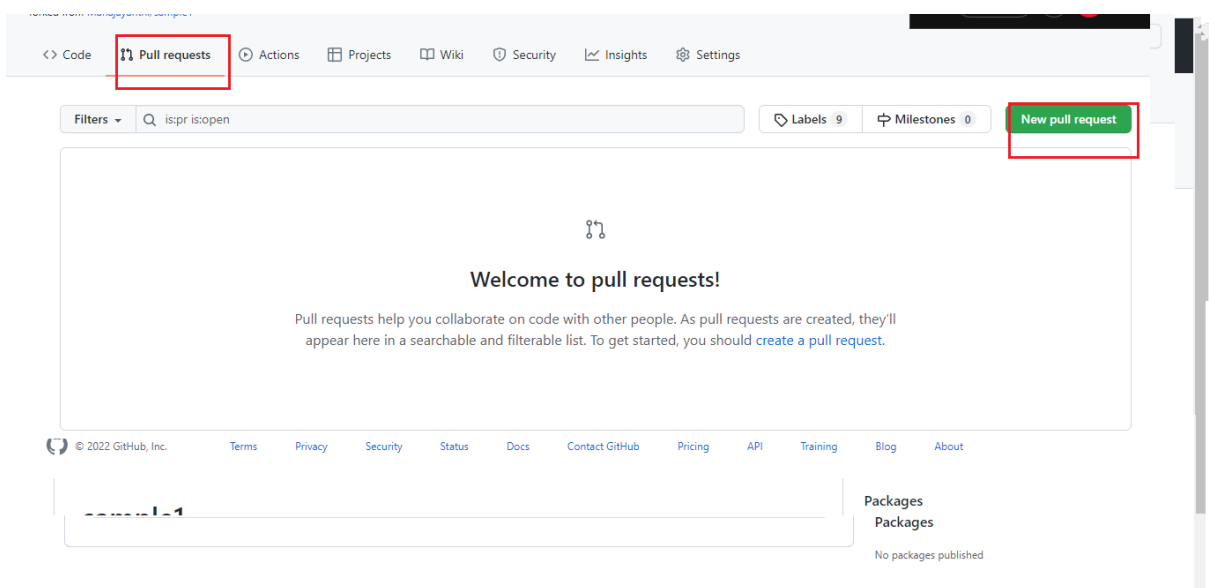 Code Pull requests Actions Projects Wiki Security Insights Settings
Filters is:pr is:open Labels 9 Milestones 0 New pull request
Welcome to pull requests!
Pull requests help you collaborate on code with other people. As pull requests are created, they'll
appear here in a searchable and filterable list. To get started, you should create a pull request.
© 2022 GitHub, Inc. Terms Privacy Security Status Docs Contact GitHub Pricing API Training Blog About
sample1
Packages
Packages
No packages published